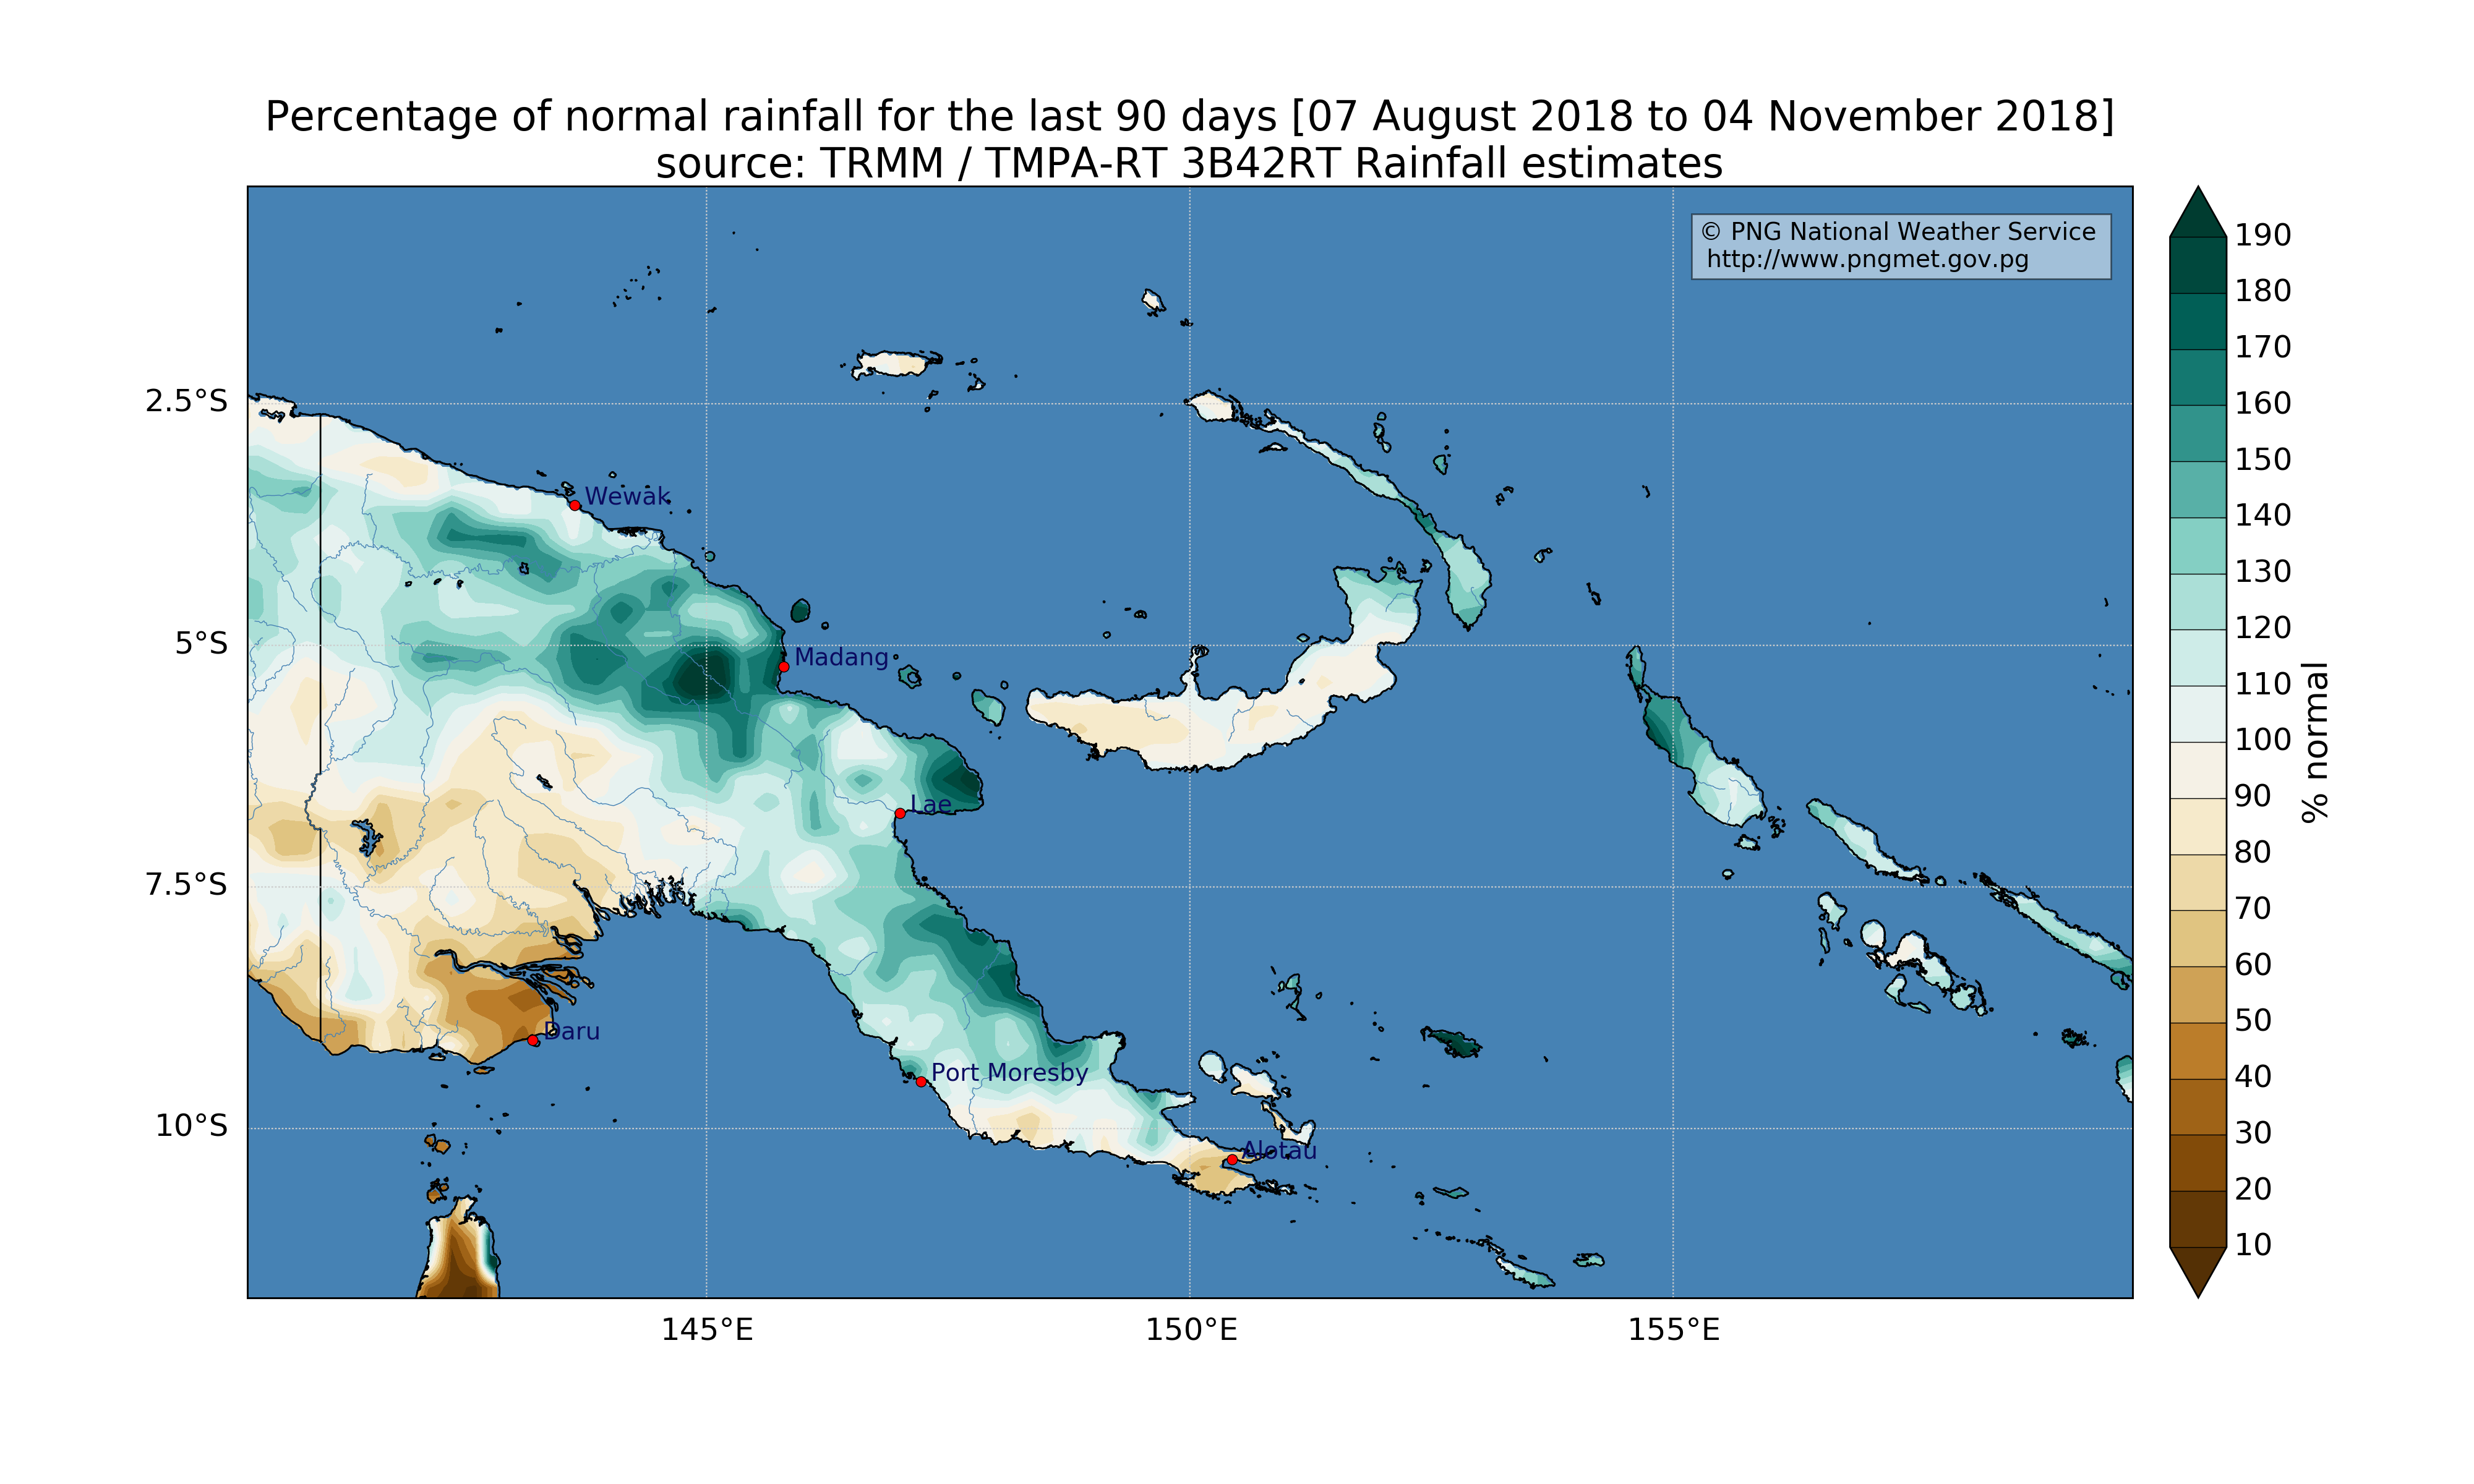 Percentage of normal rainfall for the last 90 days [07 August 2018 to 04 November 2018]
source: TRMM / TMPA-RT 3B42RT Rainfall estimates
© PNG National Weather Service
http://www.pngmet.gov.pg
190
180
170
160
150
140
130
120
110
100
90
80
70
60
50
40
30
20
10
% normal
2.5°S
5°S
7.5°S
10°S
Wewak
Madang
Lae
Daru
Port Moresby
Alotau
145°E
150°E
155°E